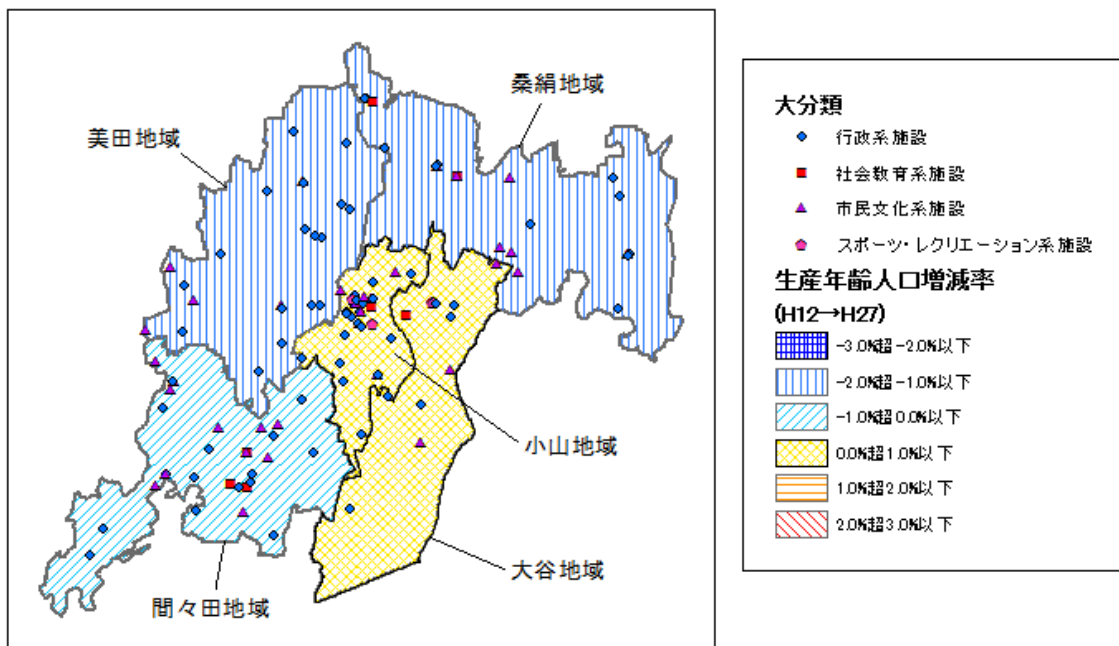 桑絹地域
美田地域
小山地域
大谷地域
間々田地域
大分類
行政系施設
社会教育系施設
市民文化系施設
スポーツ・レクリエーション系施設
生産年齢人口増減率
(H12→H27)
-3.0%超-2.0%以下
-2.0%超-1.0%以下
-1.0%超0.0%以下
0.0%超1.0%以下
1.0%超2.0%以下
2.0%超3.0%以下